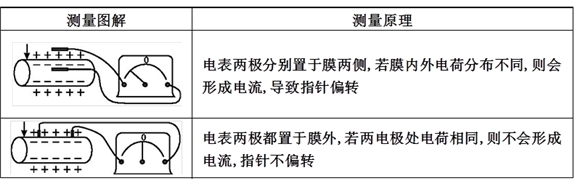 测量图解 测量原理
+ + + + +
0
+ + + + +
电表两极分别置于膜两侧,若膜内外电荷分布不同,则会
形成电流,导致指针偏转
+ + + + +
0
+ + + + +
电表两极都置于膜外,若两电极处电荷相同,则不会形成
电流,指针不偏转